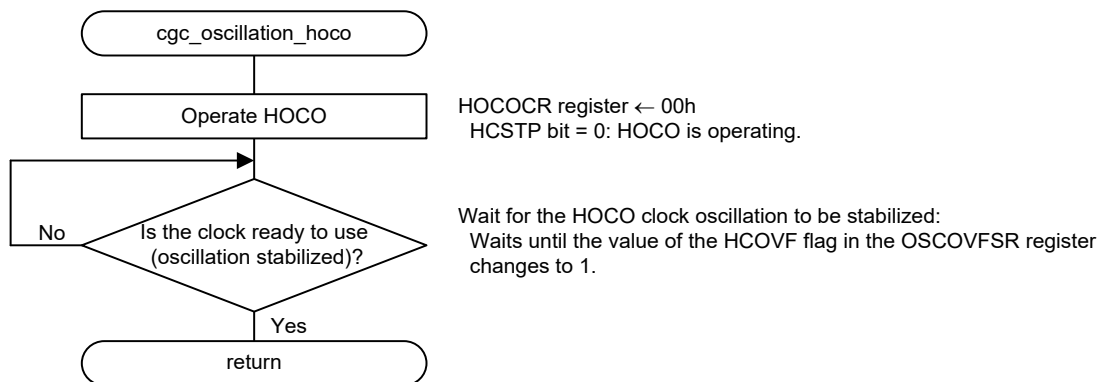 cgc_oscillation_hoco
Operate HOCO
HOCOCR register ← 00h
HCSTP bit = 0: HOCO is operating.
No
Is the clock ready to use
(oscillation stabilized)?
Wait for the HOCO clock oscillation to be stabilized:
Waits until the value of the HCOVF flag in the OSCOVFSR register
changes to 1.
Yes
return